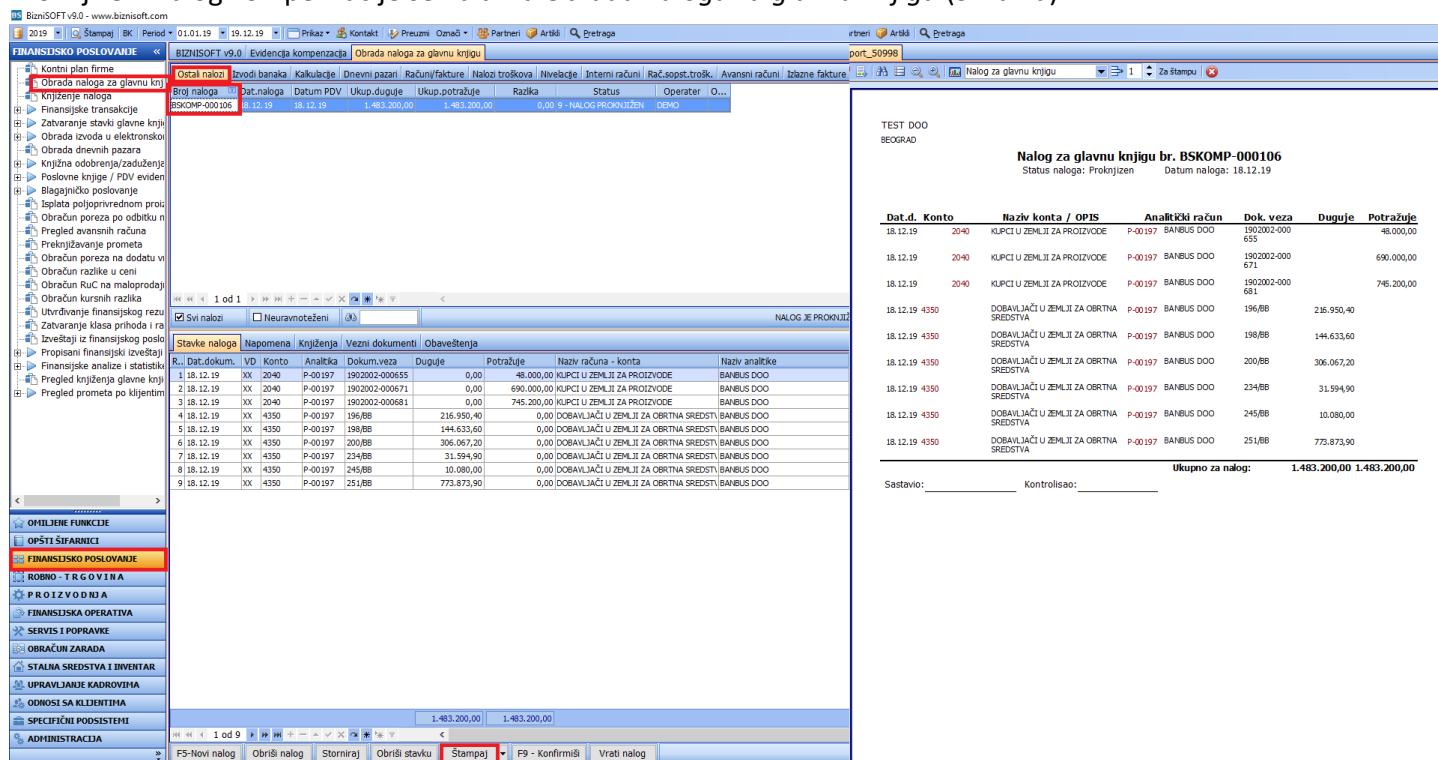 BizniSOFT v9.0 - www.biznisoft.com
2019 Štampaj BK Period 01.01.19 19.12.19 Prikaz Kontakt Preuzmi Označi Partneri Artikli Pretraga
rtneri Artikli Pretraga
FINANSIJSKO POSLOVANJE «
BIZNISOFT v9.0 Evidencija kompenzacija Obrada naloga za glavnu knjigu
port_50998
Kontni plan firme
Obrada naloga za glavnu knj
Knjiženje naloga
Finansijske transakcije
Zatvaranje stavki glavne knji
Obrada izvoda u elektronsko
Obrada dnevnih pazara
Knjižna odobrenja/zaduženja
Poslovne knjige / PDV eviden
Blagajničko poslovanje
Isplata poljoprivrednom proiz
Obračun poreza po odbitku n
Pregled avansnih računa
Preknjižavanje prometa
Obračun poreza na dodatu v
Obračun razlike u ceni
Obračun RuC na maloprodaji
Obračun kursnih razlika
Utvrđivanje finansijskog rezu
Zatvaranje klasa prihoda i ra
Izveštaji iz finansijskog poslo
Propisani finansijski izveštaji
Finansijske analize i statistike
Pregled knjiženja glavne knji
Pregled prometa po klijentim
OMILJENE FUNKCIJE
OPŠTI ŠIFARNICI
FINANSIJSKO POSLOVANJE
ROBNO - T R G O V I N A
P R O I Z V O D NJ A
FINANSIJSKA OPERATIVA
SERVIS I POPRAVKE
OBRAČUN ZARADA
STALNA SREDSTVA I INVENTAR
UPRAVLJANJE KADROVIMA
ODNOSI SA KLIJENTIMA
SPECIFIČNI PODSISTEMI
ADMINISTRACIJA
Ostali nalozi Izvodi banaka Kalkulacije Dnevni pazari Računi/fakture Nalozi troškova Nivelacije Interni računi Rač.sopst.trošk. Avansni računi Izlazne fakture
Broj naloga Dat.naloga Datum PDV Ukup.duguje Ukup.potražuje Razlika Status Operater O...
BSKOMP-000106 18.12.19 18.12.19 1.483.200,00 1.483.200,00 0,00 9 - NALOG PROKNJIŽEN DEMO
1 od 1
Svi nalozi Neuravnoteženi NALOG JE PROKNJIŽ
Stavke naloga Napomena Knjiženja Vezni dokumenti Obaveštenja
R.. Dat.dokum. VD Konto Analitika Dokum.veza Duguje Potražuje Naziv računa - konta Naziv analitike
1 18.12.19 XX 2040 P-00197 1902002-000655 0,00 48.000,00 KUPCI U ZEMLJI ZA PROIZVODE BANBUS DOO
2 18.12.19 XX 2040 P-00197 1902002-000671 0,00 690.000,00 KUPCI U ZEMLJI ZA PROIZVODE BANBUS DOO
3 18.12.19 XX 2040 P-00197 1902002-000681 0,00 745.200,00 KUPCI U ZEMLJI ZA PROIZVODE BANBUS DOO
4 18.12.19 XX 4350 P-00197 196/BB 216.950,40 0,00 DOBAVLJAČI U ZEMLJI ZA OBRTNA SREDSTV BANBUS DOO
5 18.12.19 XX 4350 P-00197 198/BB 144.633,60 0,00 DOBAVLJAČI U ZEMLJI ZA OBRTNA SREDSTV BANBUS DOO
6 18.12.19 XX 4350 P-00197 200/BB 306.067,20 0,00 DOBAVLJAČI U ZEMLJI ZA OBRTNA SREDSTV BANBUS DOO
7 18.12.19 XX 4350 P-00197 234/BB 31.594,90 0,00 DOBAVLJAČI U ZEMLJI ZA OBRTNA SREDSTV BANBUS DOO
8 18.12.19 XX 4350 P-00197 245/BB 10.080,00 0,00 DOBAVLJAČI U ZEMLJI ZA OBRTNA SREDSTV BANBUS DOO
9 18.12.19 XX 4350 P-00197 251/BB 773.873,90 0,00 DOBAVLJAČI U ZEMLJI ZA OBRTNA SREDSTV BANBUS DOO
1.483.200,00 1.483.200,00
1 od 9
F5-Novi nalog Obriši nalog Storniraj Obriši stavku Štampaj F9 - Konfirmiši Vrati nalog
Nalog za glavnu knjigu 1 Za štampu
TEST DOO
BEOGRAD
Nalog za glavnu knjigu br. BSKOMP-000106
Status naloga: Proknjizen Datum naloga: 18.12.19
Dat.d. Konto Naziv konta / OPIS Analitički račun Dok. veza Duguje Potražuje
18.12.19 2040 KUPCI U ZEMLJI ZA PROIZVODE P-00197 BANBUS DOO 1902002-000 48.000,00
655
18.12.19 2040 KUPCI U ZEMLJI ZA PROIZVODE P-00197 BANBUS DOO 1902002-000 690.000,00
671
18.12.19 2040 KUPCI U ZEMLJI ZA PROIZVODE P-00197 BANBUS DOO 1902002-000 745.200,00
681
18.12.19 4350 DOBAVLJAČI U ZEMLJI ZA OBRTNA P-00197 BANBUS DOO 196/BB 216.950,40
SREDSTVA
18.12.19 4350 DOBAVLJAČI U ZEMLJI ZA OBRTNA P-00197 BANBUS DOO 198/BB 144.633,60
SREDSTVA
18.12.19 4350 DOBAVLJAČI U ZEMLJI ZA OBRTNA P-00197 BANBUS DOO 200/BB 306.067,20
SREDSTVA
18.12.19 4350 DOBAVLJAČI U ZEMLJI ZA OBRTNA P-00197 BANBUS DOO 234/BB 31.594,90
SREDSTVA
18.12.19 4350 DOBAVLJAČI U ZEMLJI ZA OBRTNA P-00197 BANBUS DOO 245/BB 10.080,00
SREDSTVA
18.12.19 4350 DOBAVLJAČI U ZEMLJI ZA OBRTNA P-00197 BANBUS DOO 251/BB 773.873,90
SREDSTVA
Ukupno za nalog: 1.483.200,00 1.483.200,00
Sastavio: Kontrolisao: